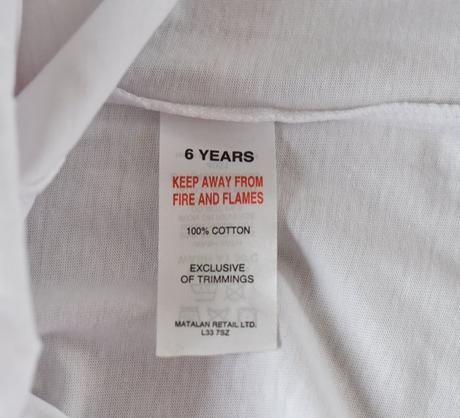 6 YEARS
KEEP AWAY FROM
FIRE AND FLAMES
100% COTTON
EXCLUSIVE
OF TRIMMINGS
MATALAN RETAIL LTD.
L33 7SZ